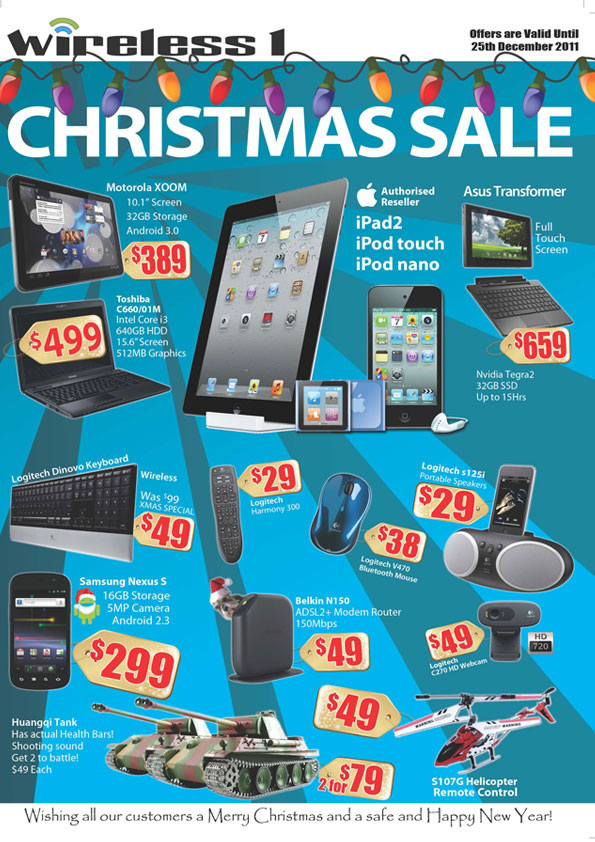 wireless 1
Offers are Valid Until
25th December 2011
CHRISTMAS SALE
Motorola XOOM
10.1" Screen
32GB Storage
Android 3.0
$389
Authorised
Reseller
iPad2
iPod touch
iPod nano
Asus Transformer
Full
Touch
Screen
$659
Nvidia Tegra2
32GB SSD
Up to 15Hrs
Toshiba
C660/01M
Intel Core i3
640GB HDD
15.6" Screen
512MB Graphics
$499
Logitech Dinovo Keyboard
Wireless
Was $99
XMAS SPECIAL
$49
$29
Logitech
Harmony 300
$38
Logitech V470
Bluetooth Mouse
Logitech s125i
Portable Speakers
$29
Samsung Nexus S
16GB Storage
5MP Camera
Android 2.3
$299
Belkin N150
ADSL2+ Modem Router
150Mbps
$49
$49
Logitech
C270 HD Webcam
HD
720
Huangqi Tank
Has actual Health Bars!
Shooting sound
Get 2 to battle!
$49 Each
2 for $79
$49
S107G Helicopter
Remote Control
Wishing all our customers a Merry Christmas and a safe and Happy New Year!